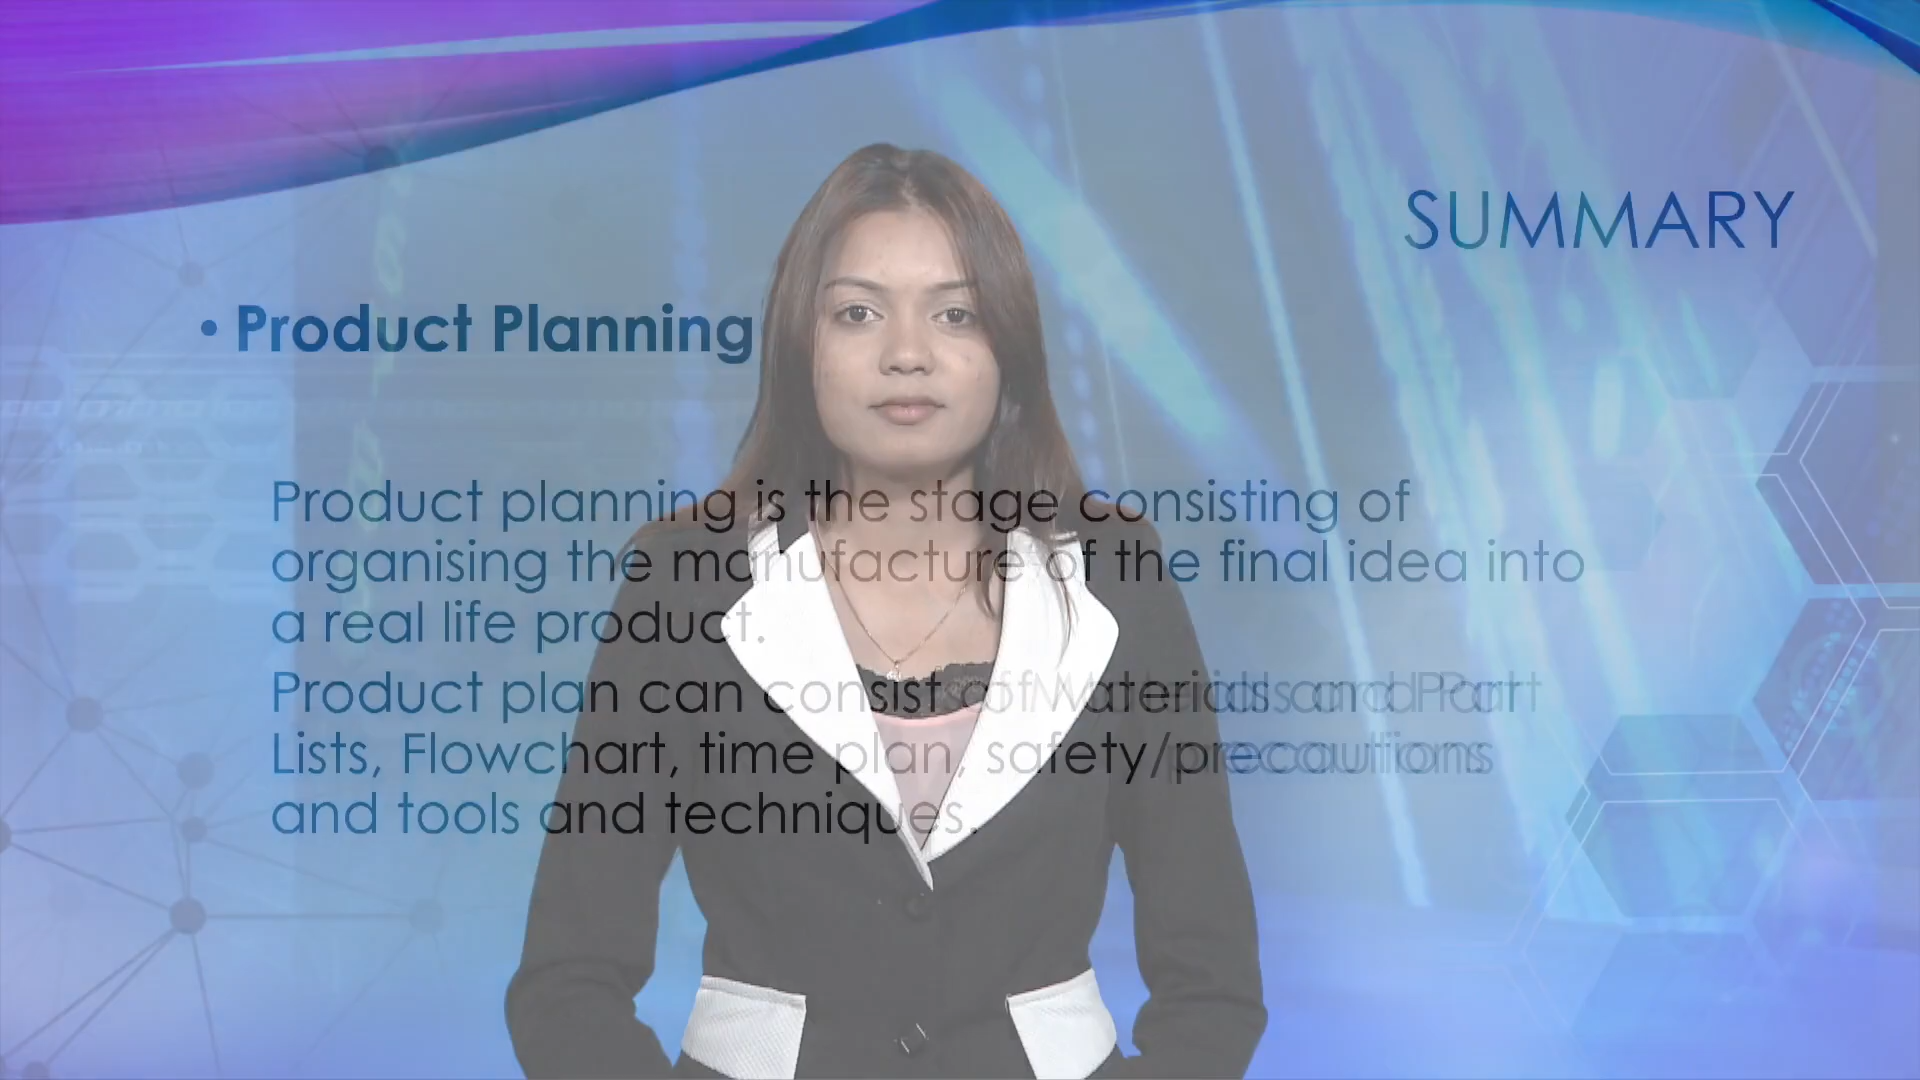 SUMMARY
• Product Planning
Product planning is the stage consisting of
organising the manufacture of the final idea into
a real life product.
Product plan can consist of Materials and Part
Lists, Flowchart, time plan, safety/precautions
and tools and techniques.